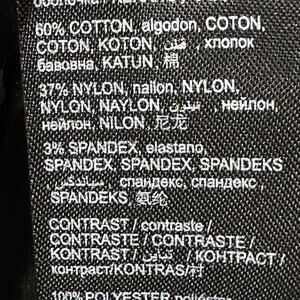 60% COTTON, algodon, COTON,
COTON, KOTON, قطن, хлопок
бавовна, KATUN, 棉
37% NYLON, nailon, NYLON,
NYLON, NAYLON, نايلون, нейлон,
нейлон, NILON, 尼龙
3% SPANDEX, elastano,
SPANDEX, SPANDEX, SPANDEKS
سباندكس, спандекс, спандекс,
SPANDEKS, 氨纶
CONTRAST / contraste /
CONTRASTE / CONTRASTE /
KONTRAST / / КОНТРАСТ /
контраст/KONTRAS/衬
100% POLYESTER